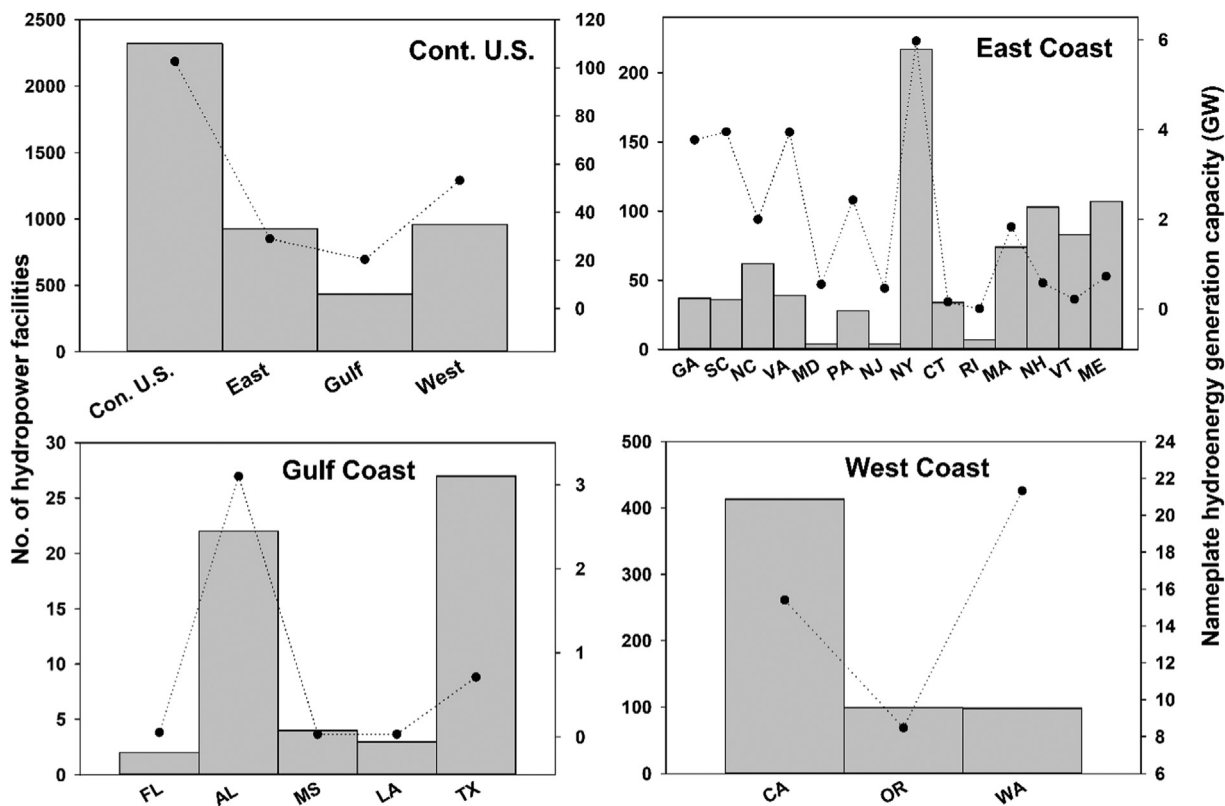 No. of hydropower facilities
Nameplate hydroenergy generation capacity (GW)
Cont. U.S.
2500
2000
1500
1000
500
0
120
100
80
60
40
20
0
Con. U.S.
East
Gulf
West
East Coast
200
150
100
50
0
6
4
2
0
GA
SC
NC
VA
MD
PA
NJ
NY
CT
RI
MA
NH
VT
ME
Gulf Coast
30
25
20
15
10
5
0
3
2
1
0
FL
AL
MS
LA
TX
West Coast
500
400
300
200
100
0
24
22
20
18
16
14
12
10
8
6
CA
OR
WA